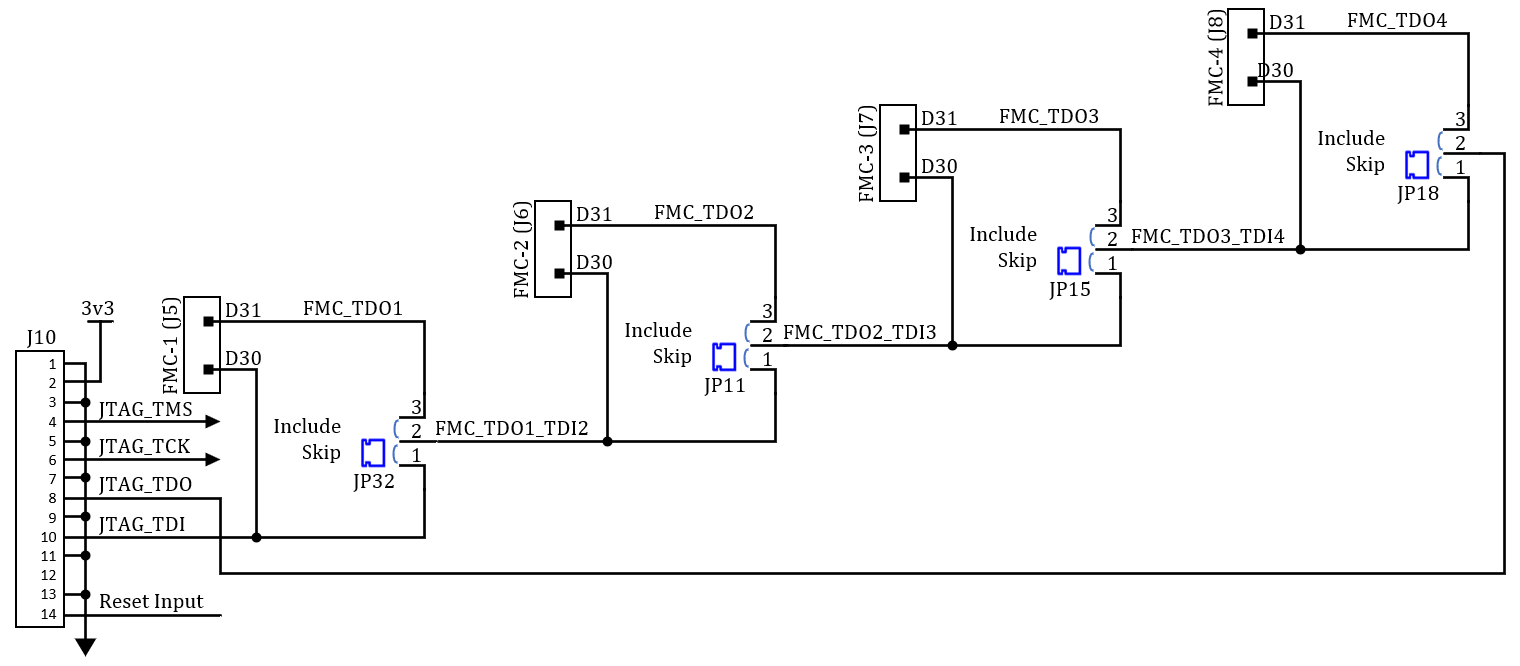 FMC-4 (J8)
D31
FMC_TDO4
D30
3
Include
2
Skip
1
JP18
FMC-3 (J7)
D31
FMC_TDO3
D30
3
Include
2
FMC_TDO3_TDI4
Skip
1
JP15
FMC-2 (J6)
D31
FMC_TDO2
D30
3
Include
2
FMC_TDO2_TDI3
Skip
1
JP11
FMC-1 (J5)
D31
FMC_TDO1
D30
3
Include
2
FMC_TDO1_TDI2
Skip
1
JP32
3v3
J10
1
2
3
4
JTAG_TMS
5
6
JTAG_TCK
7
8
JTAG_TDO
9
10
JTAG_TDI
11
12
13
14
Reset Input